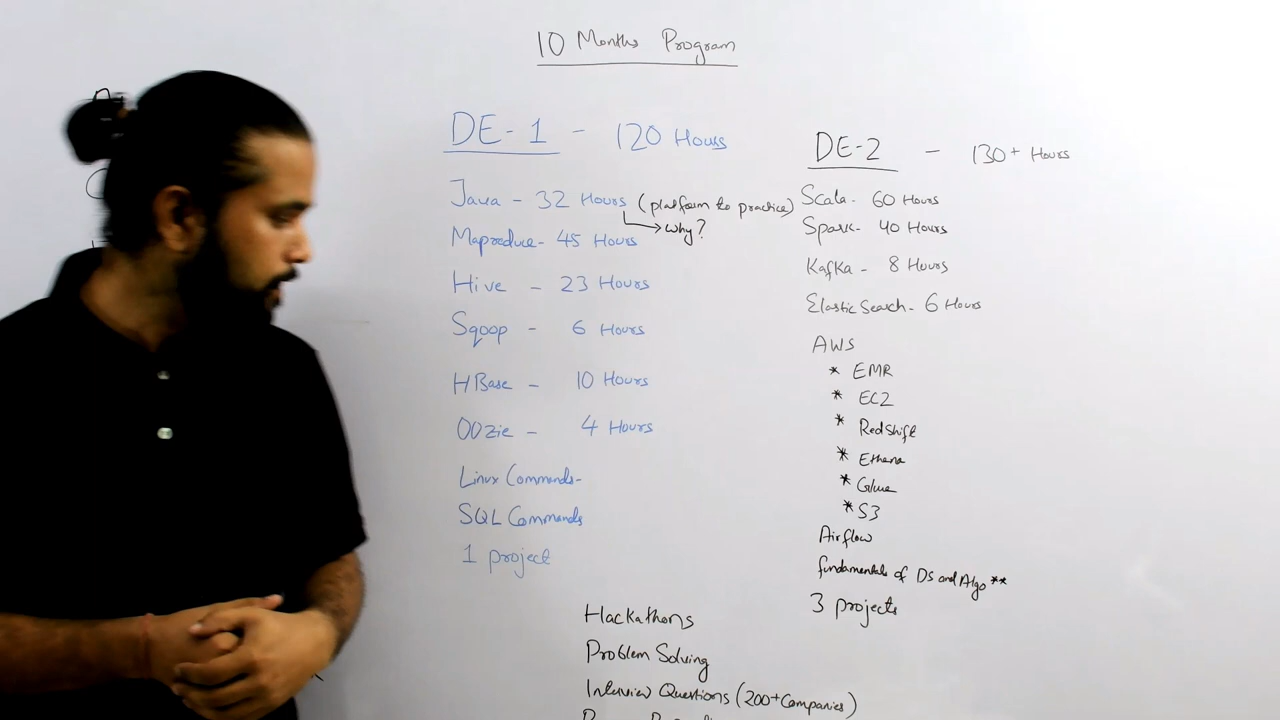 10 Months Program
DE-1 - 120 Hours
Java - 32 Hours (platform to practice)
why?
Mapreduce- 45 Hours
Hive - 23 Hours
Sqoop - 6 Hours
HBase - 10 Hours
OOzie - 4 Hours
Linux Commands-
SQL Commands
1 project
DE-2 - 130+ Hours
Scala- 60 Hours
Spark- 40 Hours
Kafka - 8 Hours
Elastic Search- 6 Hours
AWS
* EMR
* EC2
* Redshift
* Ethena
* Glue
* S3
Airflow
fundamentals of DS and Algo **
3 projects
Hackathons
Problem Solving
Interview Questions (200+ Companies)